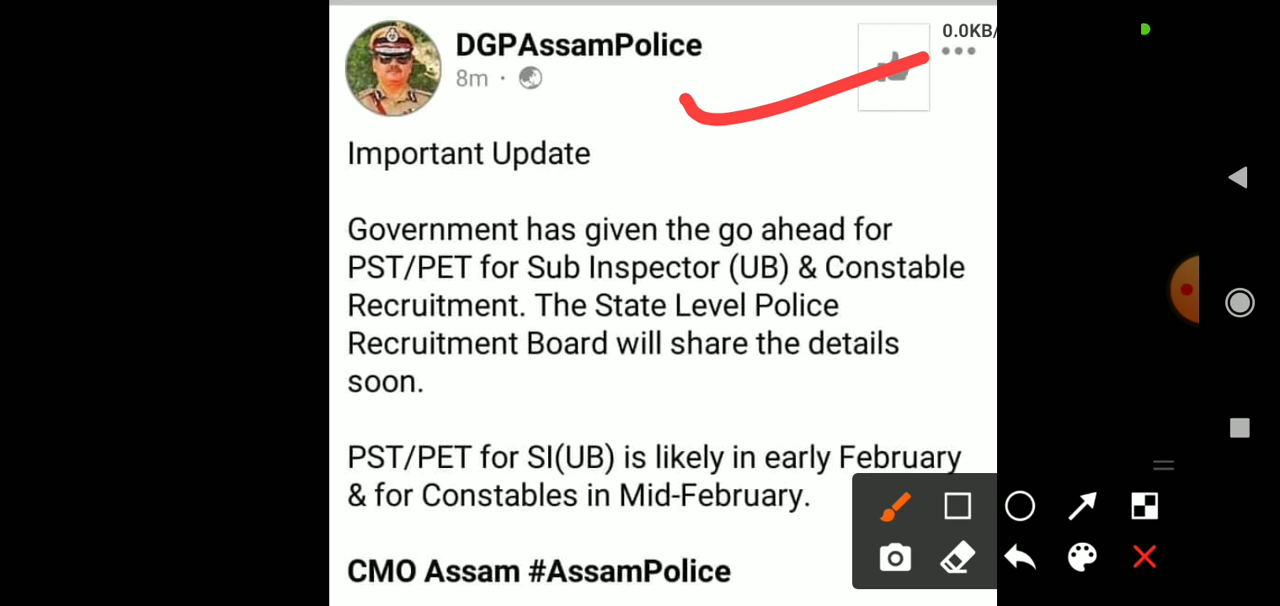 DGPAssamPolice
0.0KB/
8m ·
Important Update
Government has given the go ahead for
PST/PET for Sub Inspector (UB) & Constable
Recruitment. The State Level Police
Recruitment Board will share the details
soon.
PST/PET for SI(UB) is likely in early February
& for Constables in Mid-February.
CMO Assam #AssamPolice